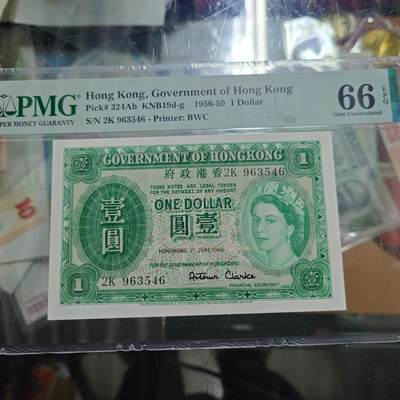 PMG
PAPER MONEY GUARANTY
Hong Kong, Government of Hong Kong
Pick# 324Ab KNB19d-g 1956-59 1 Dollar
S/N 2K 963546 - Printer: BWC
66 EPQ
Gem Uncirculated
1 GOVERNMENT OF HONGKONG 1
府政港香 2K 963546
THESE NOTES ARE LEGAL TENDER
FOR THE PAYMENT OF ANY AMOUNT
ONE DOLLAR
壹圓
圓壹
HONGKONG 1ST JUNE
FOR THE GOVERNMENT OF HONGKONG
2K 963546
Arthur Clarke
1
1